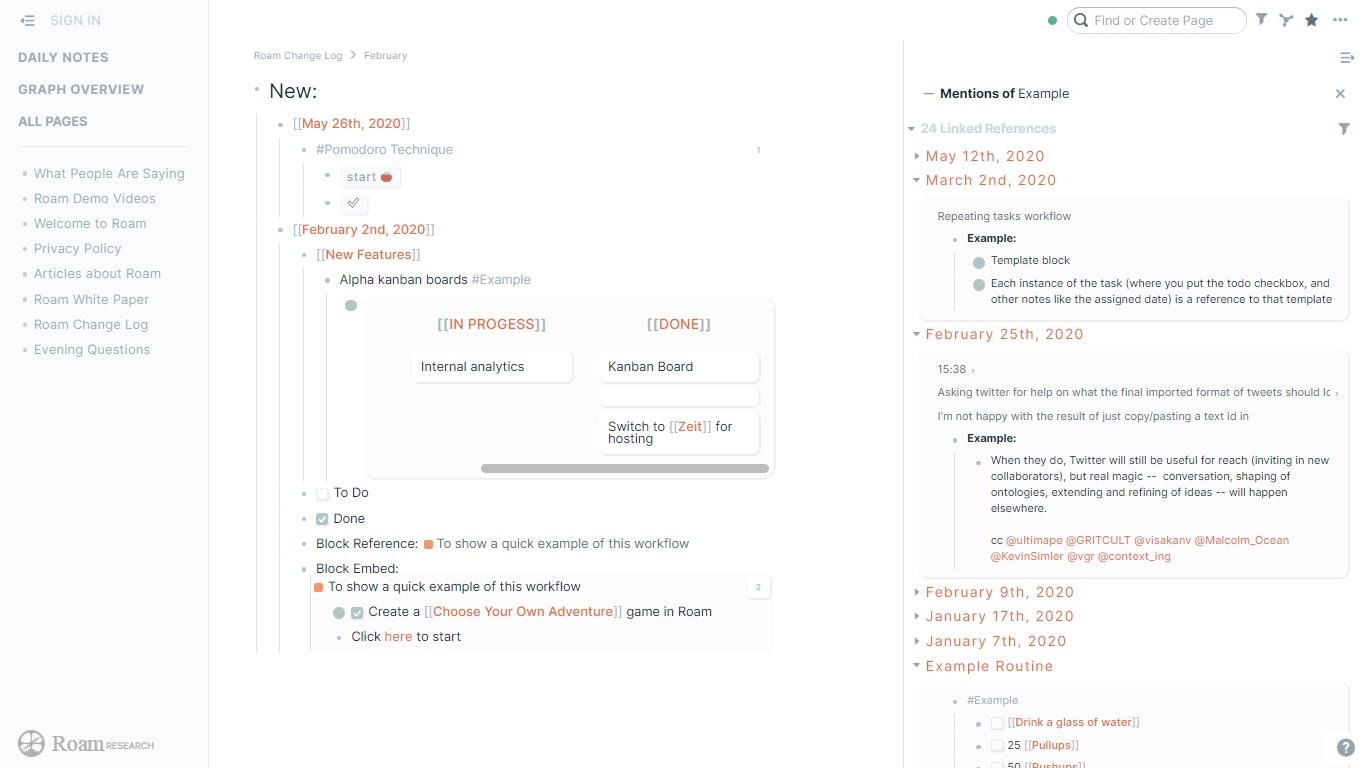 SIGN IN
DAILY NOTES
GRAPH OVERVIEW
ALL PAGES
What People Are Saying
Roam Demo Videos
Welcome to Roam
Privacy Policy
Articles about Roam
Roam White Paper
Roam Change Log
Evening Questions
Roam RESEARCH
Find or Create Page
Roam Change Log > February
New:
[[May 26th, 2020]]
#Pomodoro Technique 1
start 🍅
[[February 2nd, 2020]]
[[New Features]]
Alpha kanban boards #Example
[[IN PROGESS]]
Internal analytics
[[DONE]]
Kanban Board
Switch to [[Zeit]] for
hosting
To Do
Done
Block Reference: To show a quick example of this workflow
Block Embed:
To show a quick example of this workflow 2
Create a [[Choose Your Own Adventure]] game in Roam
Click here to start
Mentions of Example
24 Linked References
May 12th, 2020
March 2nd, 2020
Repeating tasks workflow
Example:
Template block
Each instance of the task (where you put the todo checkbox, and
other notes like the assigned date) is a reference to that template
February 25th, 2020
15:38 ›
Asking twitter for help on what the final imported format of tweets should lc ›
I'm not happy with the result of just copy/pasting a text id in
Example:
When they do, Twitter will still be useful for reach (inviting in new
collaborators), but real magic -- conversation, shaping of
ontologies, extending and refining of ideas -- will happen
elsewhere.
cc @ultimape @GRITCULT @visakanv @Malcolm_Ocean
@KevinSimler @vgr @context_ing
February 9th, 2020
January 17th, 2020
January 7th, 2020
Example Routine
#Example
[[Drink a glass of water]]
25 [[Pullups]]
50 [[Pushups]]
?